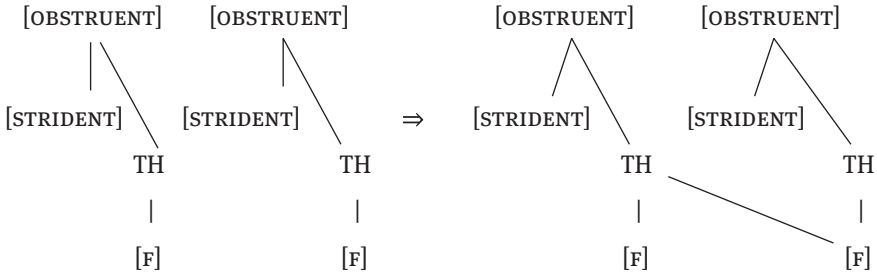 [OBSTRUENT] [OBSTRUENT] [OBSTRUENT] [OBSTRUENT]
[STRIDENT] [STRIDENT] ⇒ [STRIDENT] [STRIDENT]
TH TH TH TH
[F] [F] [F] [F]